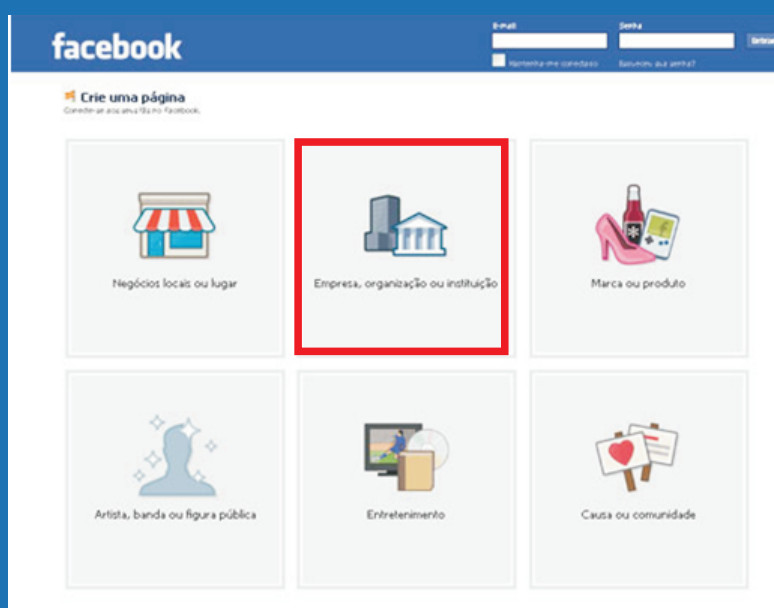 E-mail
Senha
facebook
Entrar
Mantenha-me conectado
Esqueceu sua senha?
Crie uma página
Negócios locais ou lugar
Empresa, organização ou instituição
Marca ou produto
Artista, banda ou figura pública
Entretenimento
Causa ou comunidade